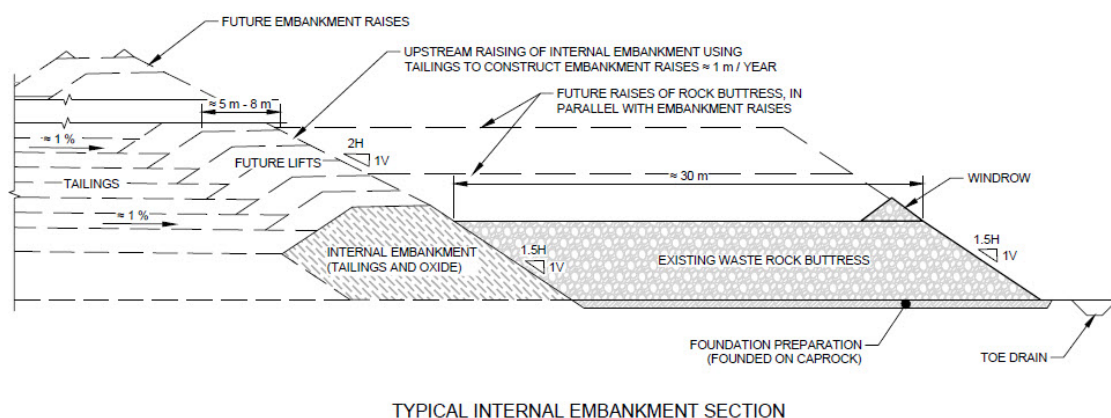 FUTURE EMBANKMENT RAISES
UPSTREAM RAISING OF INTERNAL EMBANKMENT USING
TAILINGS TO CONSTRUCT EMBANKMENT RAISES ≈ 1 m / YEAR
≈ 5 m - 8 m
FUTURE RAISES OF ROCK BUTTRESS, IN
PARALLEL WITH EMBANKMENT RAISES
≈ 1 %
2H
1V
FUTURE LIFTS
≈ 30 m
WINDROW
TAILINGS
≈ 1 %
INTERNAL EMBANKMENT
(TAILINGS AND OXIDE)
1.5H
1V
EXISTING WASTE ROCK BUTTRESS
1.5H
1V
FOUNDATION PREPARATION
(FOUNDED ON CAPROCK)
TOE DRAIN
TYPICAL INTERNAL EMBANKMENT SECTION